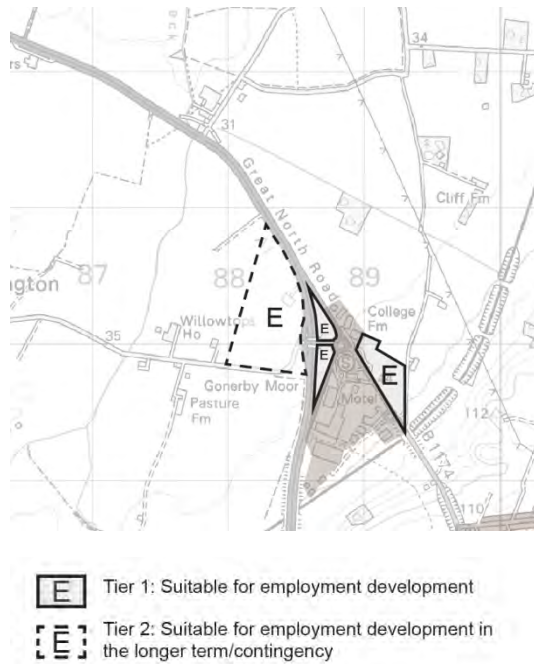 34
31
Great North Road
Cliff Fm
87
88
89
ngton
College
Fm
E
E
E
E
Willowtops
Ho
35
Gonerby Moor
S
Motel
Pasture
Fm
B1174
112
110
E Tier 1: Suitable for employment development
E Tier 2: Suitable for employment development in
the longer term/contingency